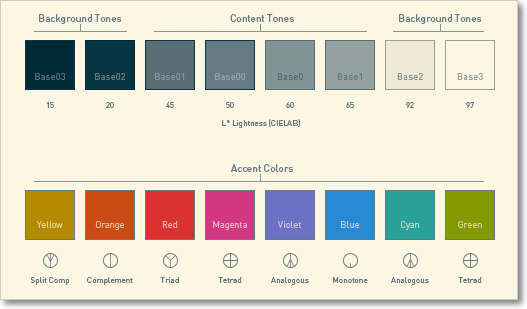 Background Tones Content Tones Background Tones
Base03 Base02 Base01 Base00 Base0 Base1 Base2 Base3
15 20 45 50 60 65 92 97
L* Lightness (CIELAB)
Accent Colors
Yellow Orange Red Magenta Violet Blue Cyan Green
Split Comp Complement Triad Tetrad Analogous Monotone Analogous Tetrad